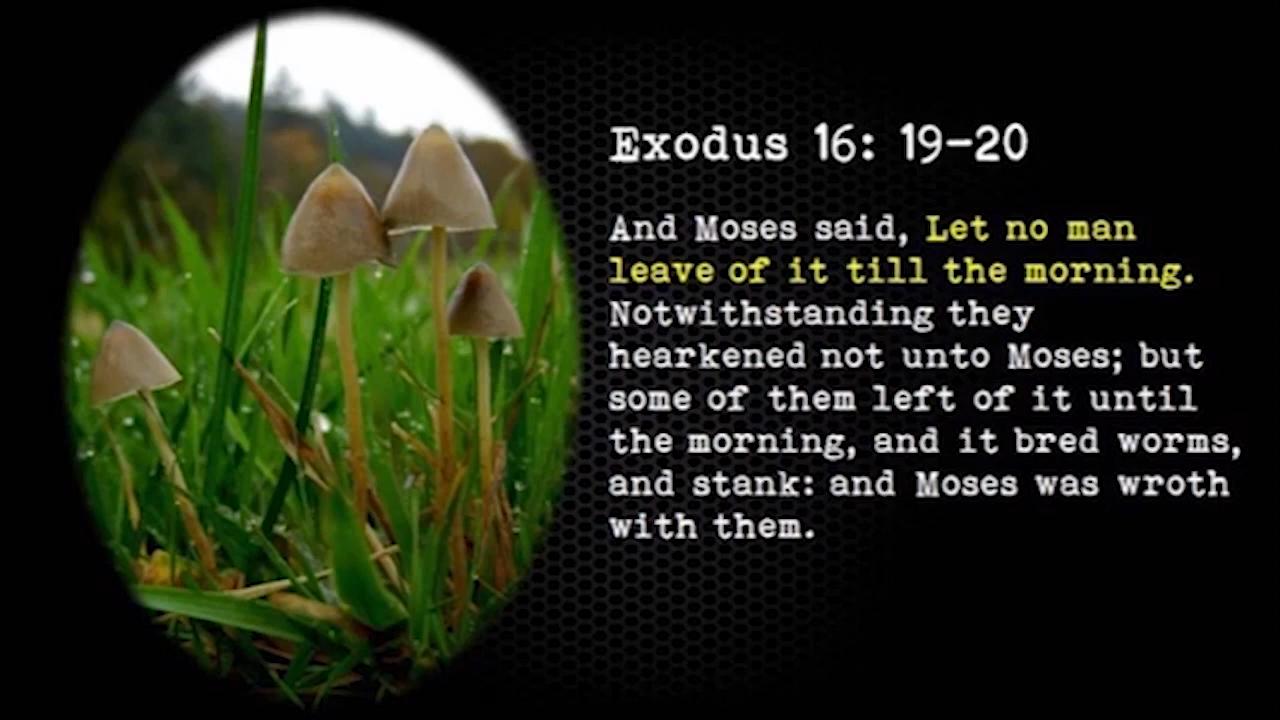 Exodus 16: 19-20
And Moses said, Let no man
leave of it till the morning.
Notwithstanding they
hearkened not unto Moses; but
some of them left of it until
the morning, and it bred worms,
and stank: and Moses was wroth
with them.